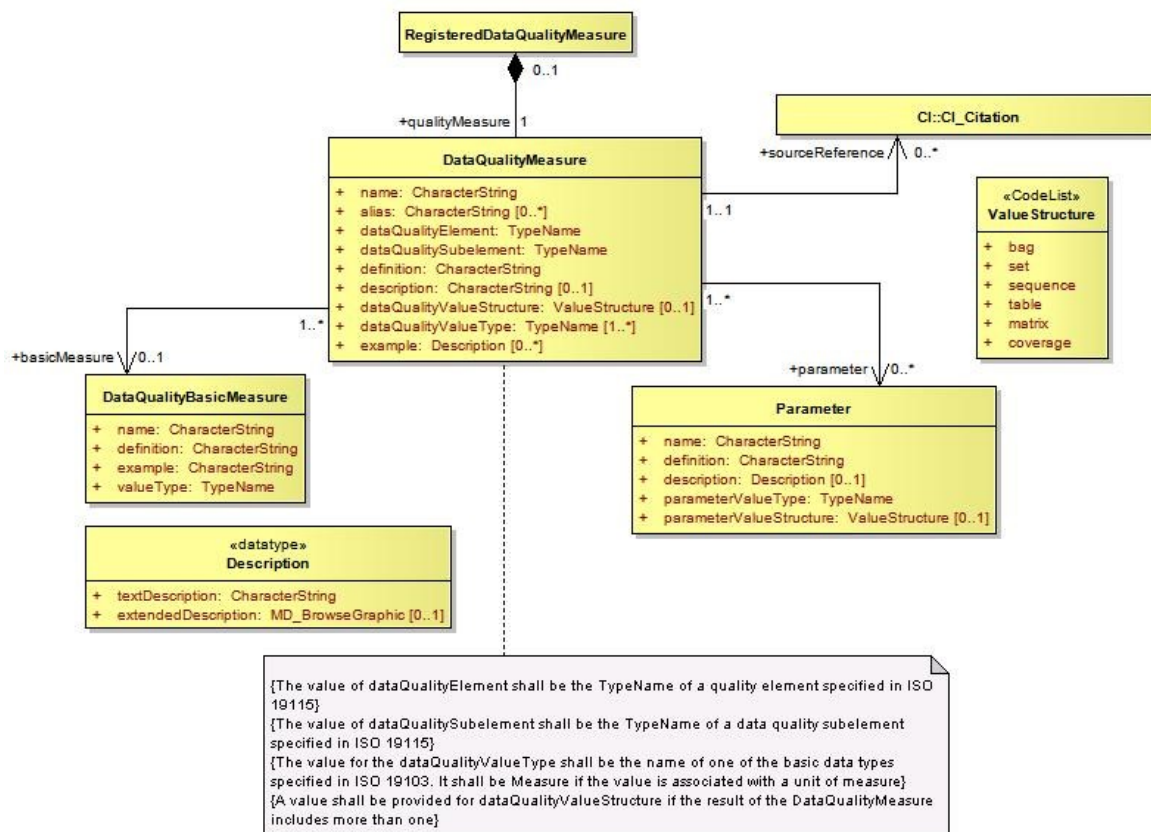 RegisteredDataQualityMeasure
0..1
+qualityMeasure 1
CI::CI_Citation
+sourceReference 0..*
DataQualityMeasure
+ name: CharacterString
+ alias: CharacterString [0..*]
+ dataQualityElement: TypeName
+ dataQualitySubelement: TypeName
+ definition: CharacterString
+ description: CharacterString [0..1]
+ dataQualityValueStructure: ValueStructure [0..1]
+ dataQualityValueType: TypeName [1..*]
+ example: Description [0..*]
1..1
1..*
«CodeList»
ValueStructure
+ bag
+ set
+ sequence
+ table
+ matrix
+ coverage
1..*
+basicMeasure 0..1
+parameter 0..*
DataQualityBasicMeasure
+ name: CharacterString
+ definition: CharacterString
+ example: CharacterString
+ valueType: TypeName
Parameter
+ name: CharacterString
+ definition: CharacterString
+ description: Description [0..1]
+ parameterValueType: TypeName
+ parameterValueStructure: ValueStructure [0..1]
«datatype»
Description
+ textDescription: CharacterString
+ extendedDescription: MD_BrowseGraphic [0..1]
{The value of dataQualityElement shall be the TypeName of a quality element specified in ISO
19115}
{The value of dataQualitySubelement shall be the TypeName of a data quality subelement
specified in ISO 19115}
{The value for the dataQualityValueType shall be the name of one of the basic data types
specified in ISO 19103. It shall be Measure if the value is associated with a unit of measure}
{A value shall be provided for dataQualityValueStructure if the result of the DataQualityMeasure
includes more than one}